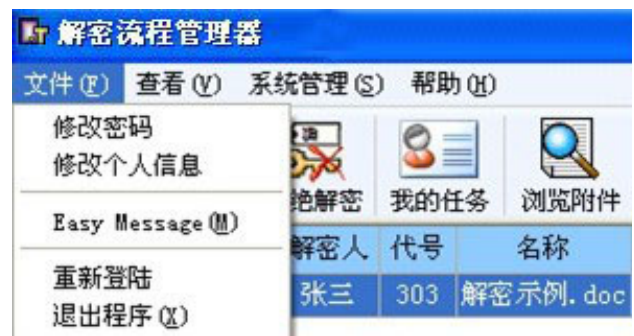 解密流程管理器
文件(F) 查看(V) 系统管理(S) 帮助(H)
修改密码
修改个人信息
Easy Message(M)
重新登陆
退出程序(X)
绝解密 我的任务 浏览附件
解密人 代号 名称
张三 303 解密示例.doc